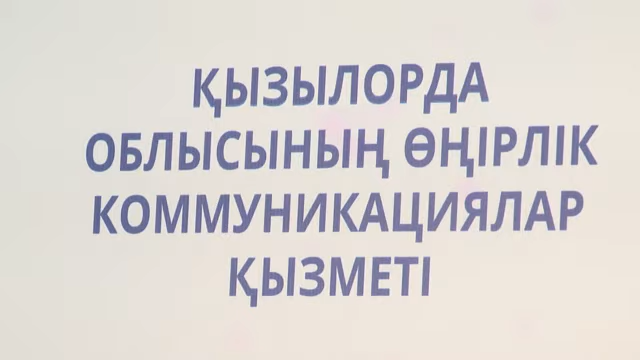 ҚЫЗЫЛОРДА
ОБЛЫСЫНЫҢ ӨҢІРЛІК
КОММУНИКАЦИЯЛАР
ҚЫЗМЕТІ